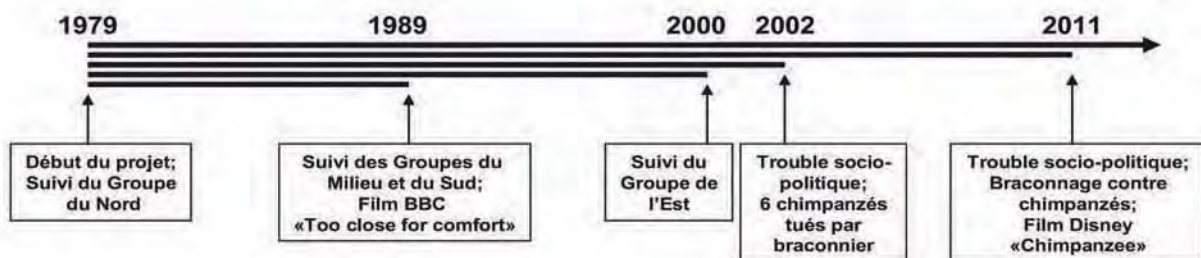 1979 1989 2000 2002 2011
Début du projet;
Suivi du Groupe
du Nord
Suivi des Groupes du
Milieu et du Sud;
Film BBC
«Too close for comfort»
Suivi du
Groupe de
l'Est
Trouble socio-
politique;
6 chimpanzés
tués par
braconnier
Trouble socio-politique;
Braconnage contre
chimpanzés;
Film Disney
«Chimpanzee»